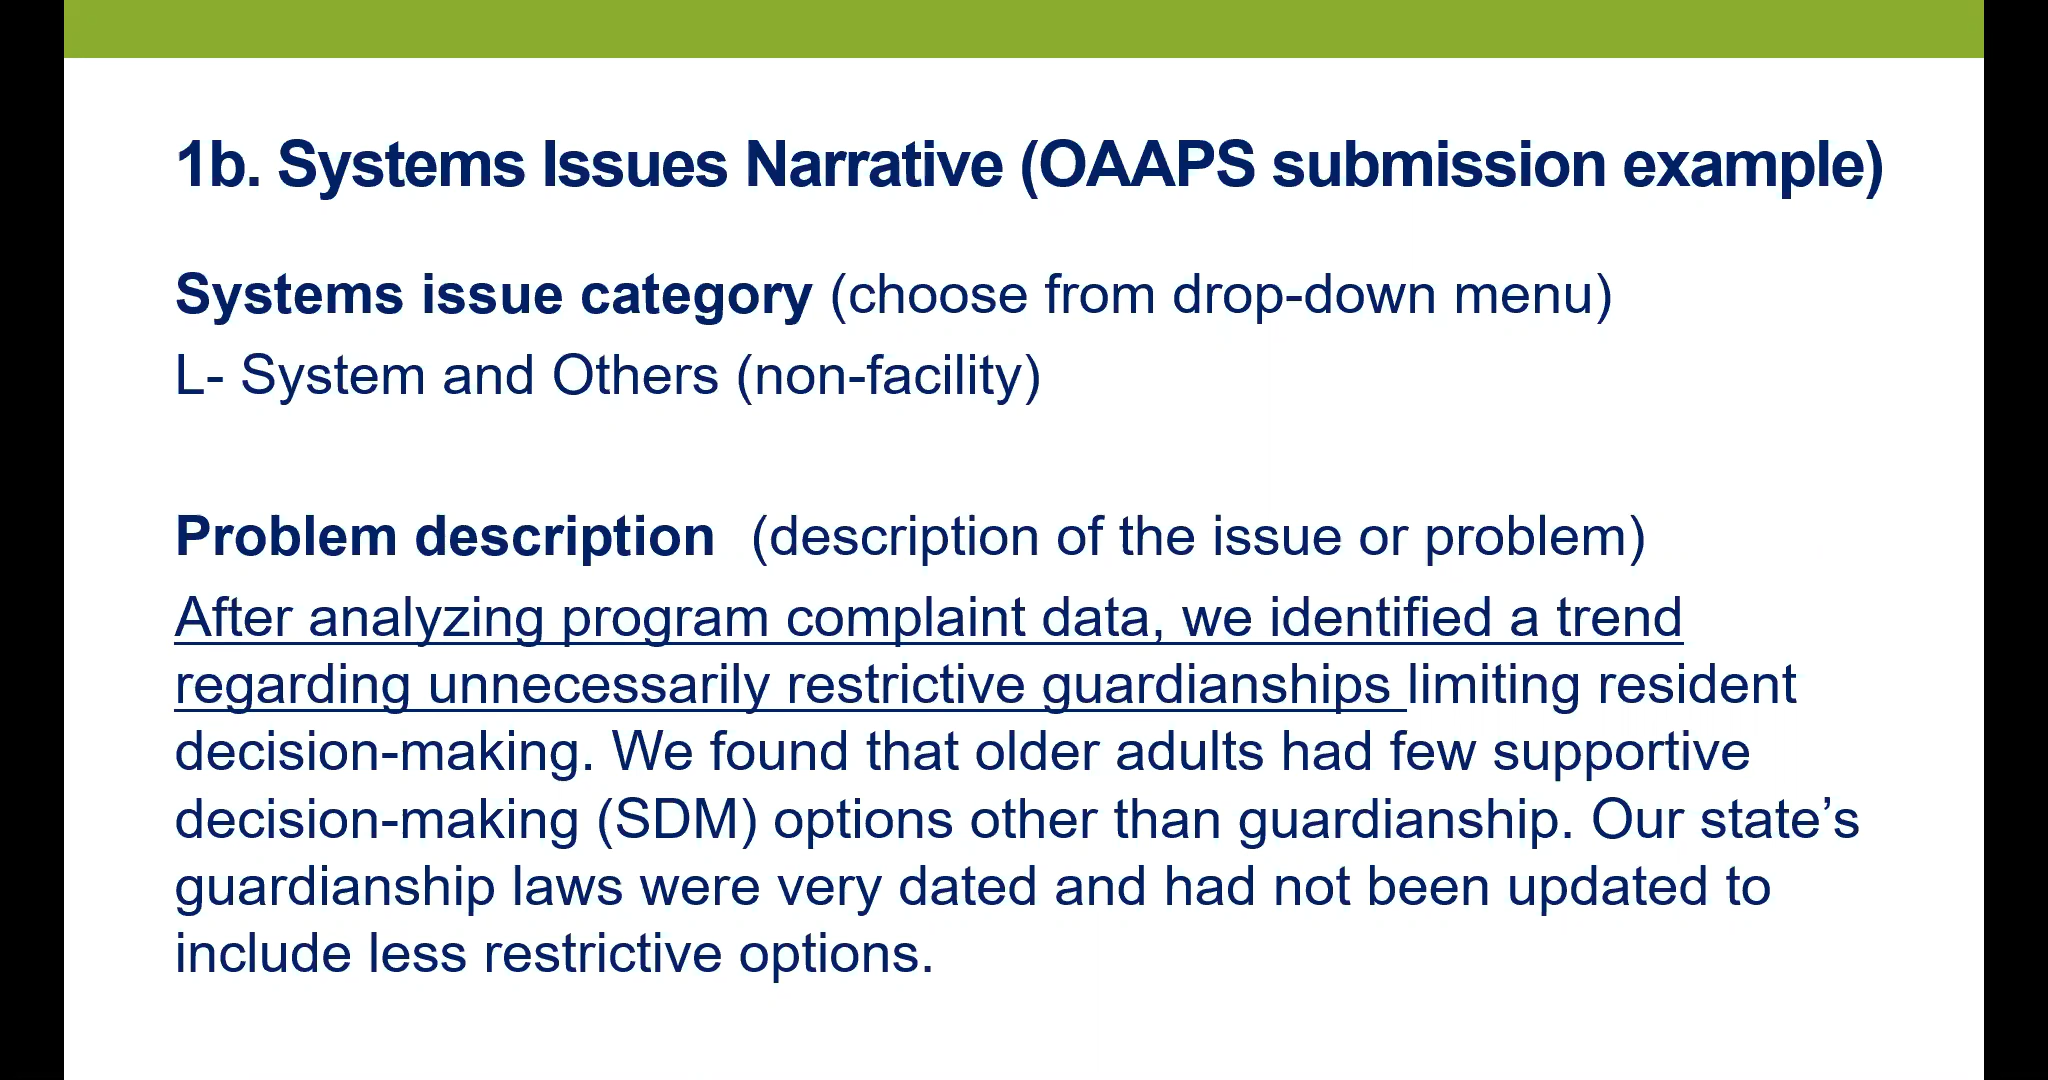 1b. Systems Issues Narrative (OAAPS submission example)
Systems issue category (choose from drop-down menu)
L- System and Others (non-facility)
Problem description (description of the issue or problem)
After analyzing program complaint data, we identified a trend
regarding unnecessarily restrictive guardianships limiting resident
decision-making. We found that older adults had few supportive
decision-making (SDM) options other than guardianship. Our state’s
guardianship laws were very dated and had not been updated to
include less restrictive options.